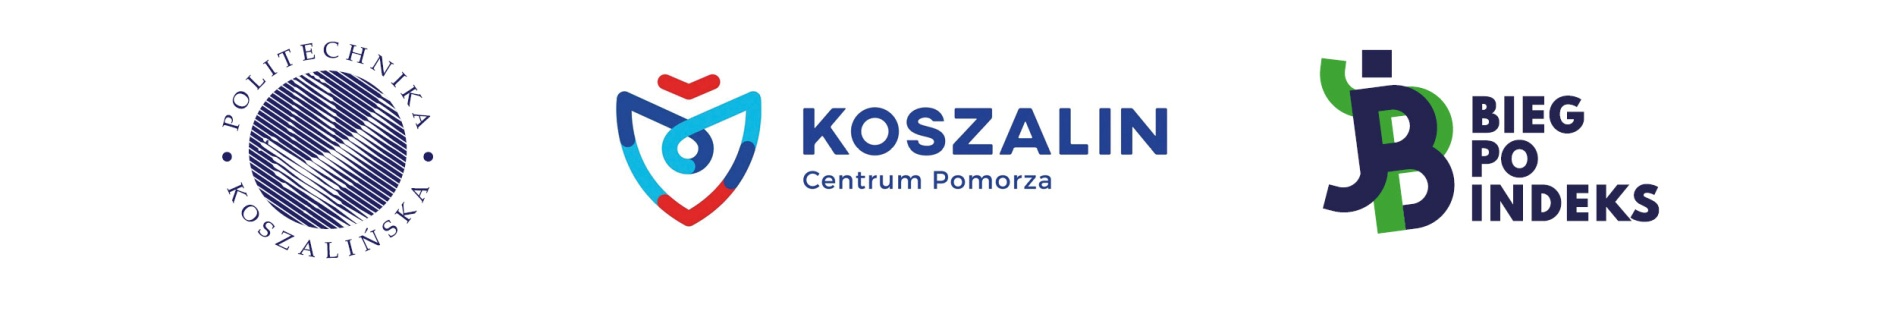 POLITECHNIKA
KOSZALIŃSKA
KOSZALIN
Centrum Pomorza
BIEG
PO
INDEKS